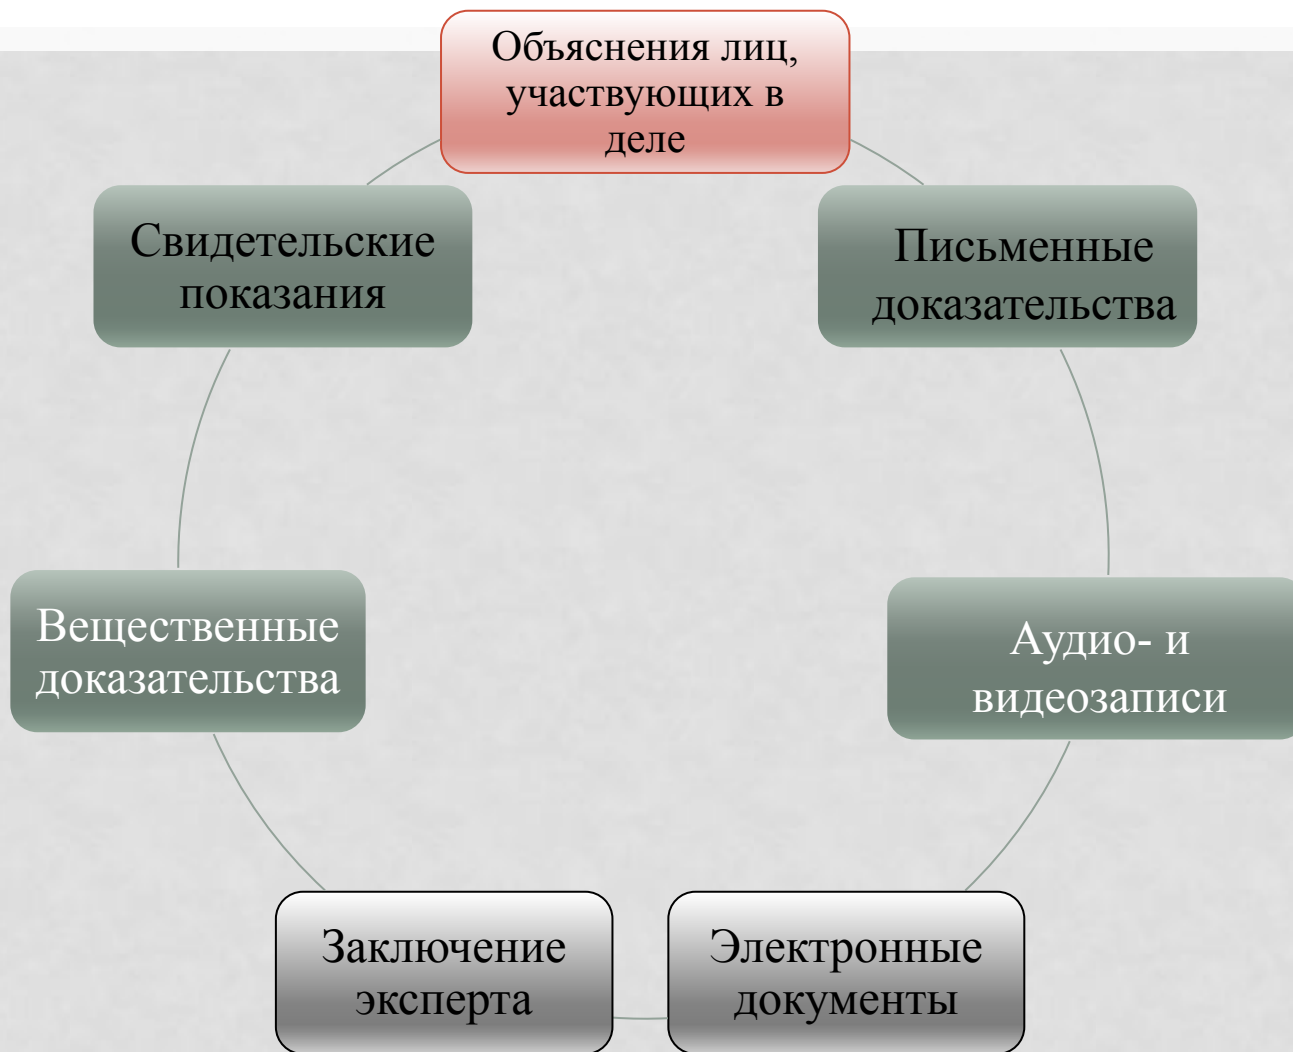 Объяснения лиц,
участвующих в
деле
Свидетельские
показания
Письменные
доказательства
Вещественные
доказательства
Аудио- и
видеозаписи
Заключение
эксперта
Электронные
документы